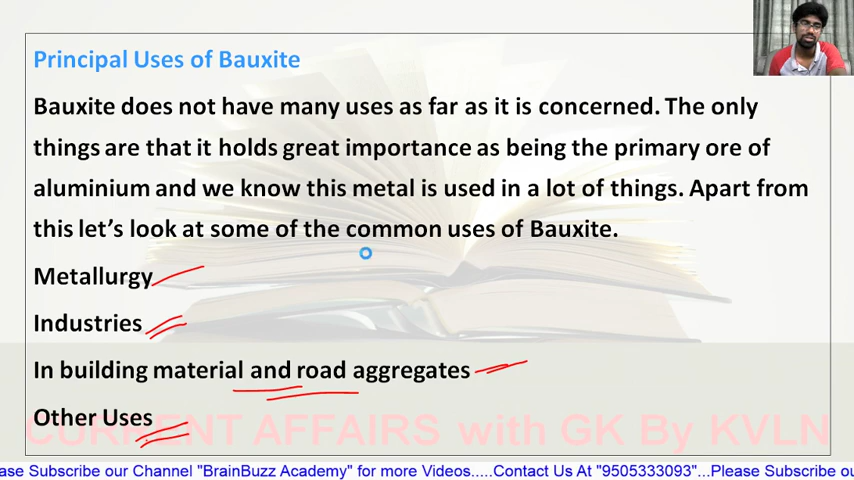 Principal Uses of Bauxite
Bauxite does not have many uses as far as it is concerned. The only
things are that it holds great importance as being the primary ore of
aluminium and we know this metal is used in a lot of things. Apart from
this let's look at some of the common uses of Bauxite.
Metallurgy
Industries
In building material and road aggregates
Other Uses
CURRENT AFFAIRS with GK By KVLN
ase Subscribe our Channel "BrainBuzz Academy" for more Videos.....Contact Us At "9505333093"...Please Subscribe ou